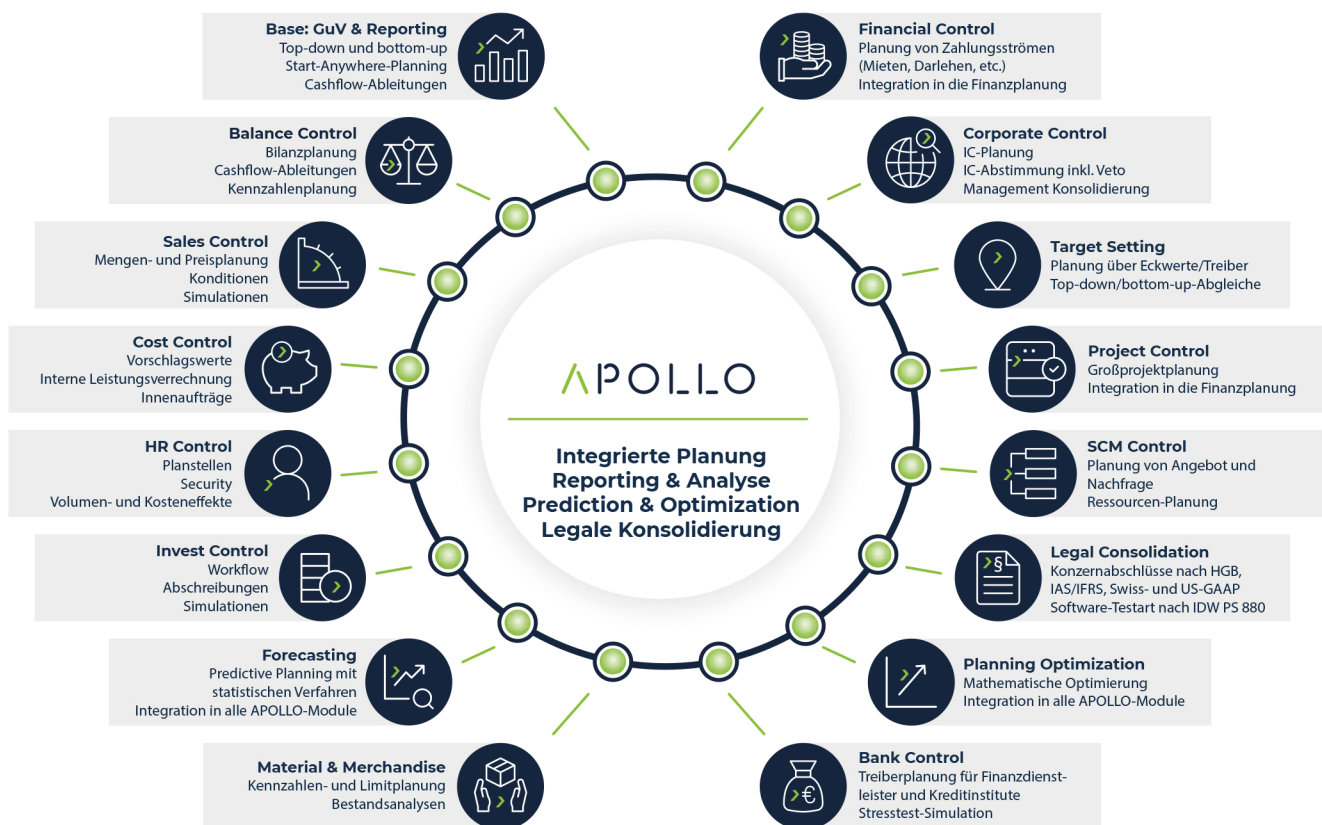 Base: GuV & Reporting
Top-down und bottom-up
Start-Anywhere-Planning
Cashflow-Ableitungen
Financial Control
Planung von Zahlungsströmen
(Mieten, Darlehen, etc.)
Integration in die Finanzplanung
Balance Control
Bilanzplanung
Cashflow-Ableitungen
Kennzahlenplanung
Corporate Control
IC-Planung
IC-Abstimmung inkl. Veto
Management Konsolidierung
Sales Control
Mengen- und Preisplanung
Konditionen
Simulationen
Target Setting
Planung über Eckwerte/Treiber
Top-down/bottom-up-Abgleiche
Cost Control
Vorschlagswerte
Interne Leistungsverrechnung
Innenaufträge
Project Control
Großprojektplanung
Integration in die Finanzplanung
APOLLO
Integrierte Planung
Reporting & Analyse
Prediction & Optimization
Legale Konsolidierung
HR Control
Planstellen
Security
Volumen- und Kosteneffekte
SCM Control
Planung von Angebot und
Nachfrage
Ressourcen-Planung
Invest Control
Workflow
Abschreibungen
Simulationen
Legal Consolidation
Konzernabschlüsse nach HGB,
IAS/IFRS, Swiss- und US-GAAP
Software-Testart nach IDW PS 880
§
Forecasting
Predictive Planning mit
statistischen Verfahren
Integration in alle APOLLO-Module
Planning Optimization
Mathematische Optimierung
Integration in alle APOLLO-Module
Material & Merchandise
Kennzahlen- und Limitplanung
Bestandsanalysen
Bank Control
Treiberplanung für Finanzdienst-
leister und Kreditinstitute
Stresstest-Simulation
€